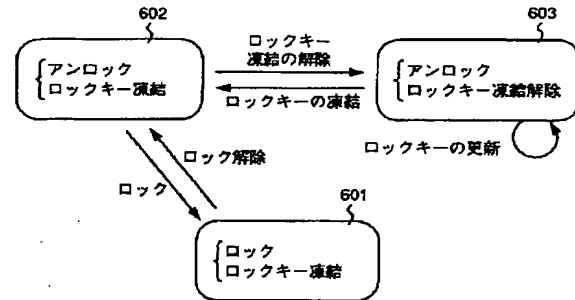 602
603
ロックキー
凍結の解除
アンロック
ロックキー凍結
アンロック
ロックキー凍結解除
ロックキーの凍結
ロックキーの更新
ロック解除
ロック
601
ロック
ロックキー凍結